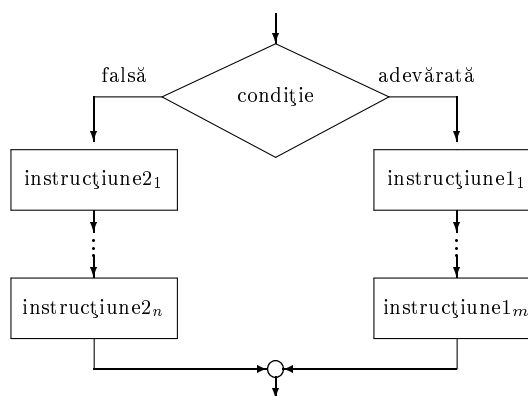 condiţie
falsă
adevărată
instrucţiune2₁
instrucţiune1₁
instrucţiune2ₙ
instrucţiune1ₘ